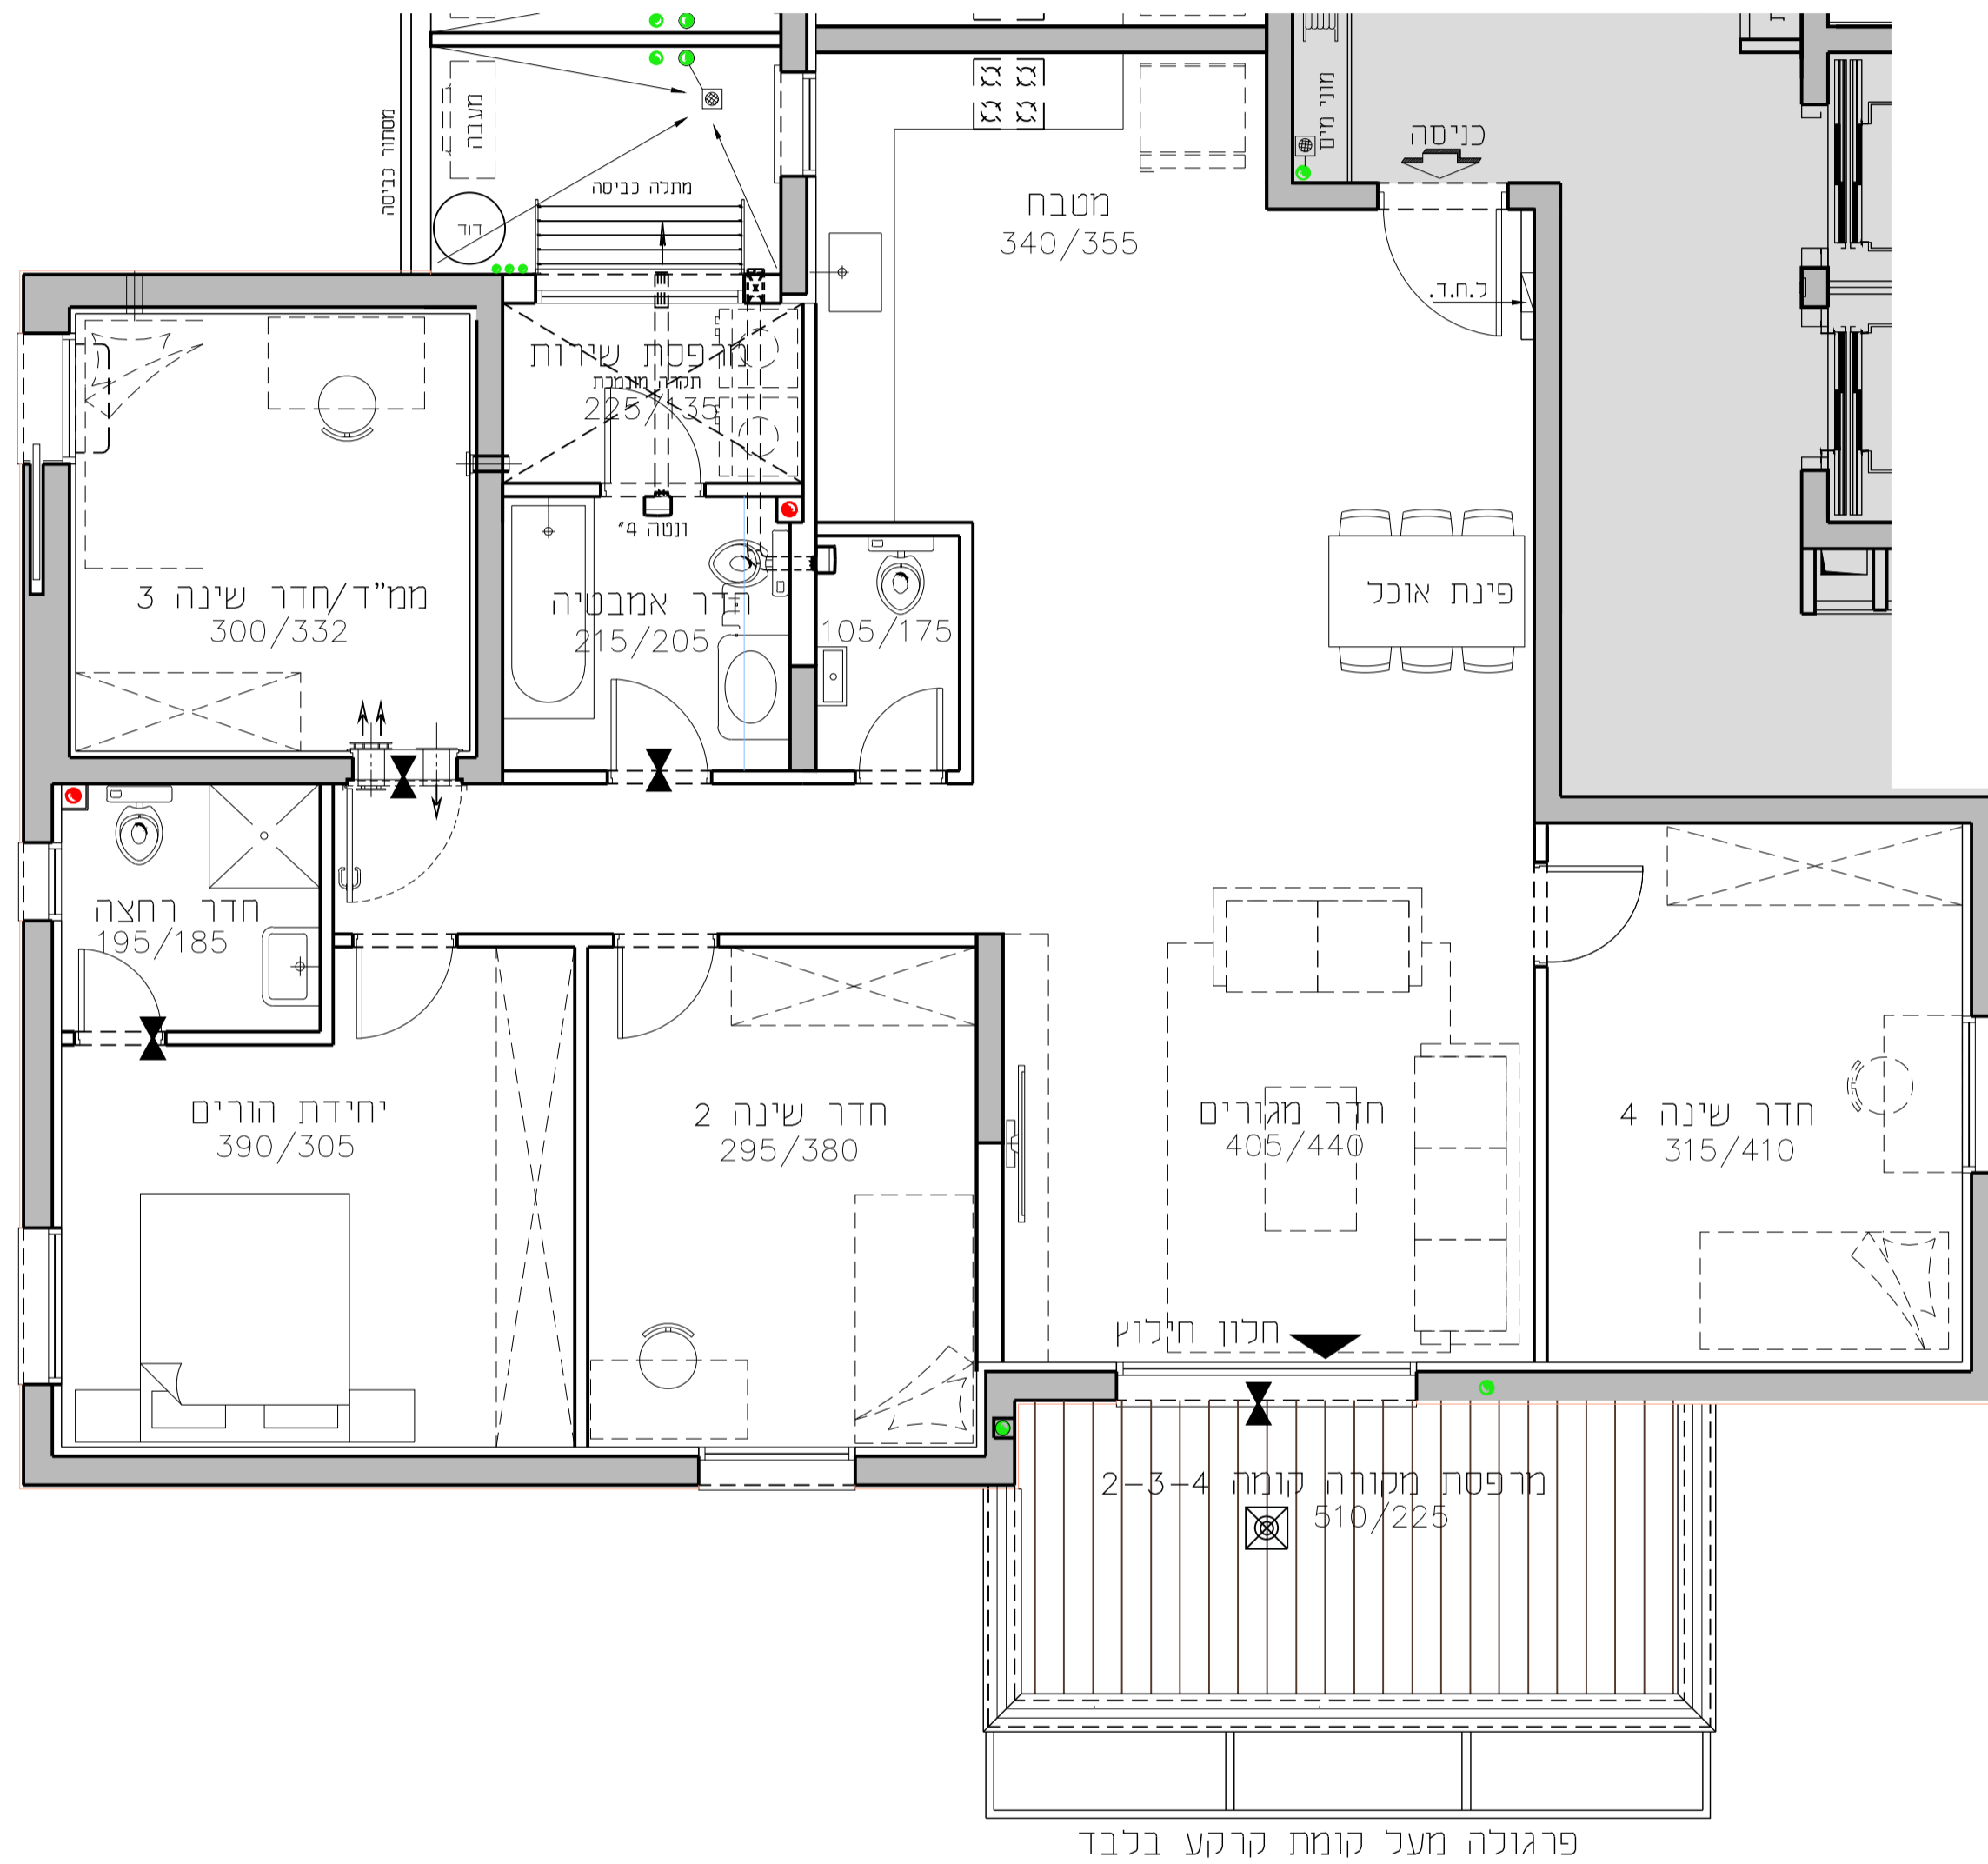 מסתור כביסה
מעבה
דוד
מתלה כביסה
מוני מים
כניסה
מטבח
340/355
ל.ח.ד.
מרפסת שירות
תקרה מונמכת
225/135
ונטה 4"
ממ"ד/חדר שינה 3
300/332
חדר אמבטיה
215/205
105/175
פינת אוכל
חדר רחצה
195/185
יחידת הורים
390/305
חדר שינה 2
295/380
חדר מגורים
405/440
חדר שינה 4
315/410
חלון חילוץ
מרפסת מקורה קומה 2-3-4
510/225
פרגולה מעל קומת קרקע בלבד